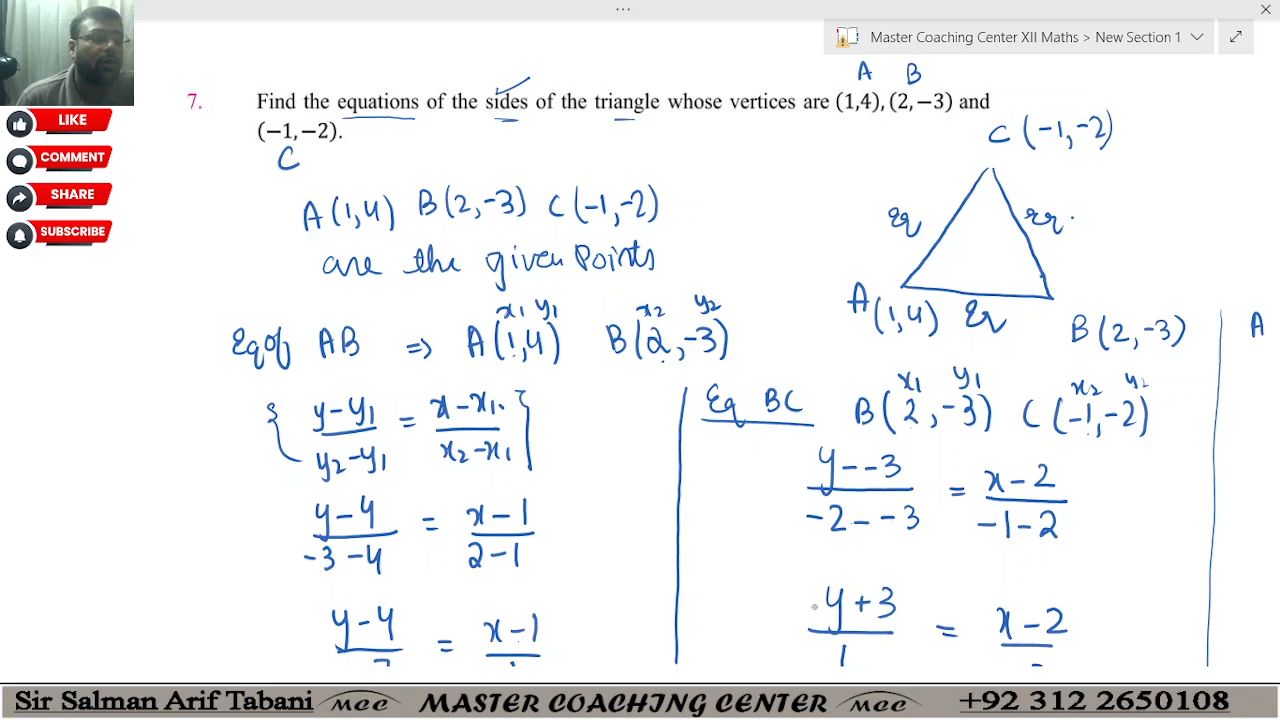 ...
Master Coaching Center XII Maths > New Section 1
LIKE
COMMENT
SHARE
SUBSCRIBE
A B
7. Find the equations of the sides of the triangle whose vertices are (1,4), (2, −3) and
(−1, −2).
C
C (-1,-2)
A(1,4) B(2,-3) C(-1,-2)
are the given Points
Eq Eq.
A(1,4) Eq B(2,-3)
A
x1 y1 x2 y2
Eq of AB ⇒ A(1,4) B(2,-3)
y-y1 = x-x1
y2-y1 x2-x1
y-4 = x-1
-3-4 2-1
y-4 = x-1
x1 y1 x2 y2
Eq BC B(2,-3) C(-1,-2)
y--3 = x-2
-2--3 -1-2
y+3 = x-2
1
Sir Salman Arif Tabani MCC MASTER COACHING CENTER MCC +92 312 2650108